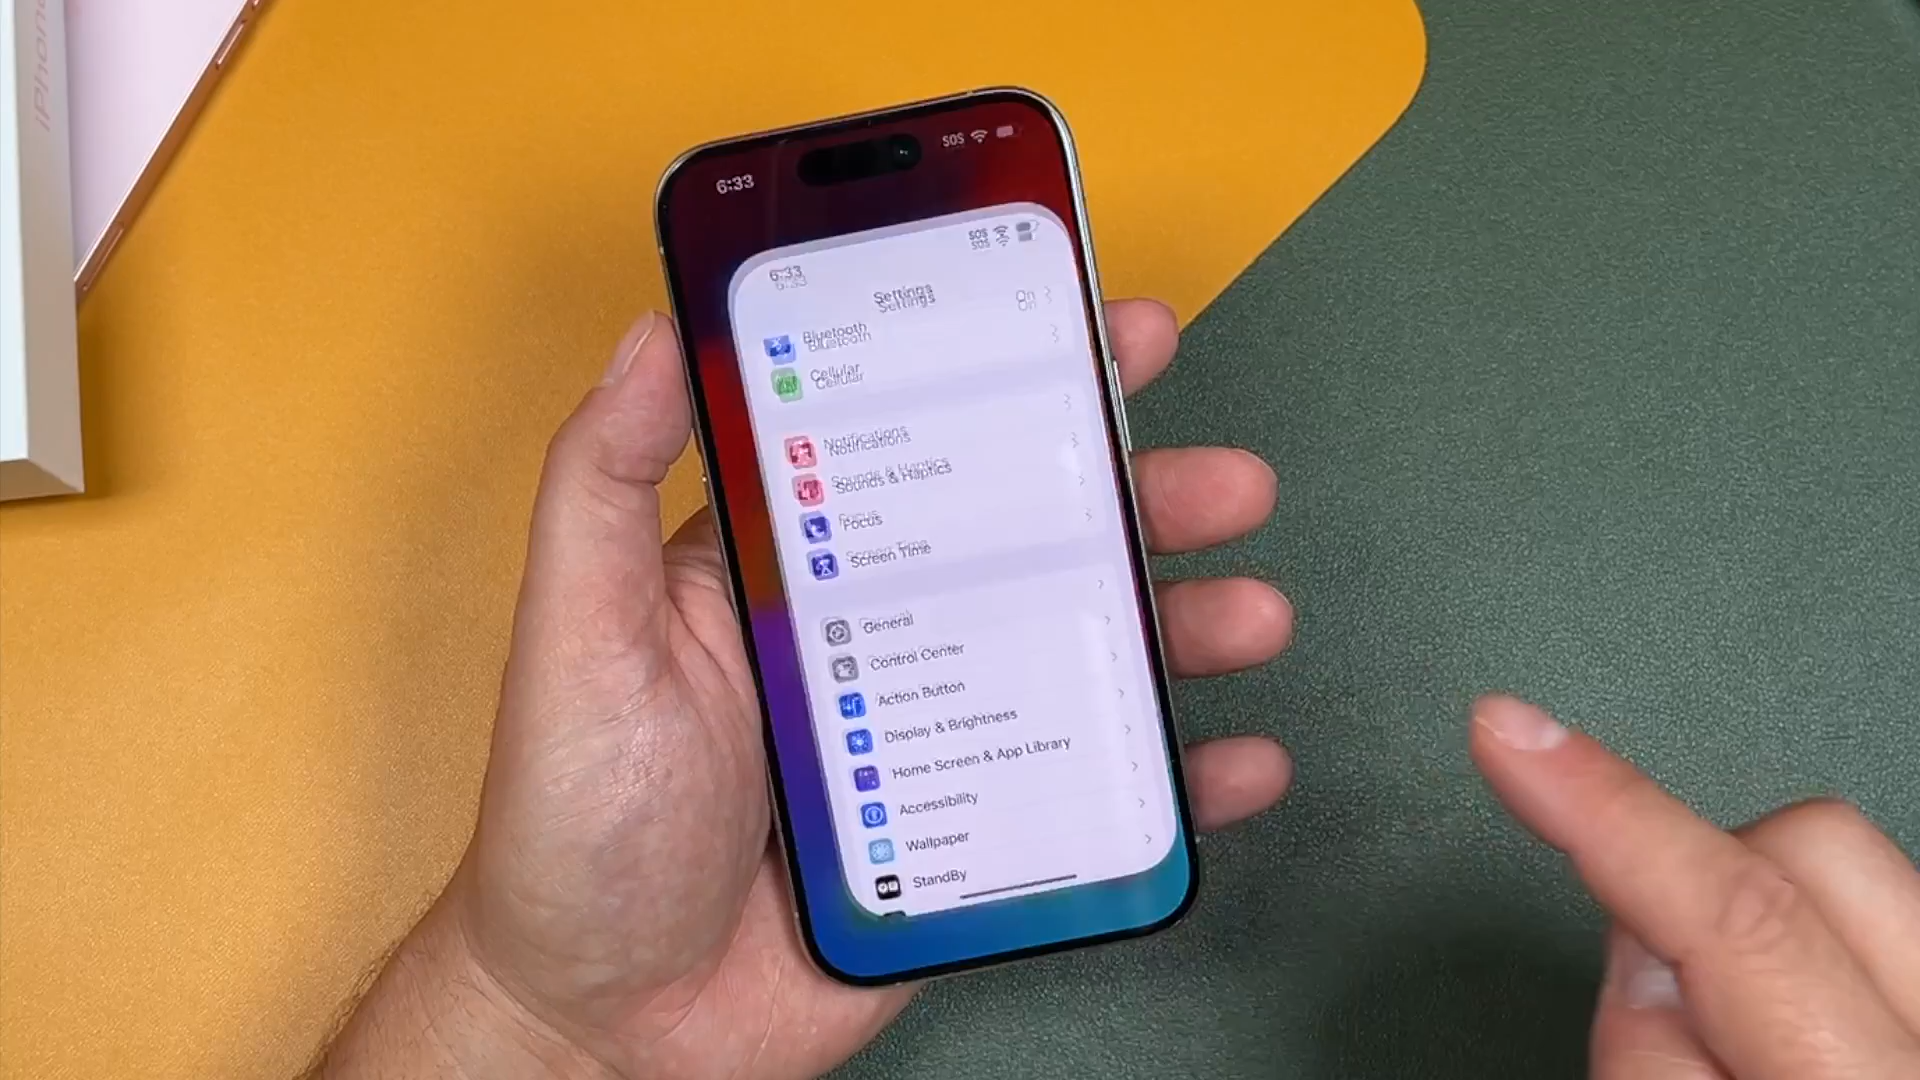 iPhone
6:33
SOS
SOS
6:33
Settings
On
Bluetooth
Cellular
Notifications
Sounds & Haptics
Focus
Screen Time
General
Control Center
Action Button
Display & Brightness
Home Screen & App Library
Accessibility
Wallpaper
StandBy